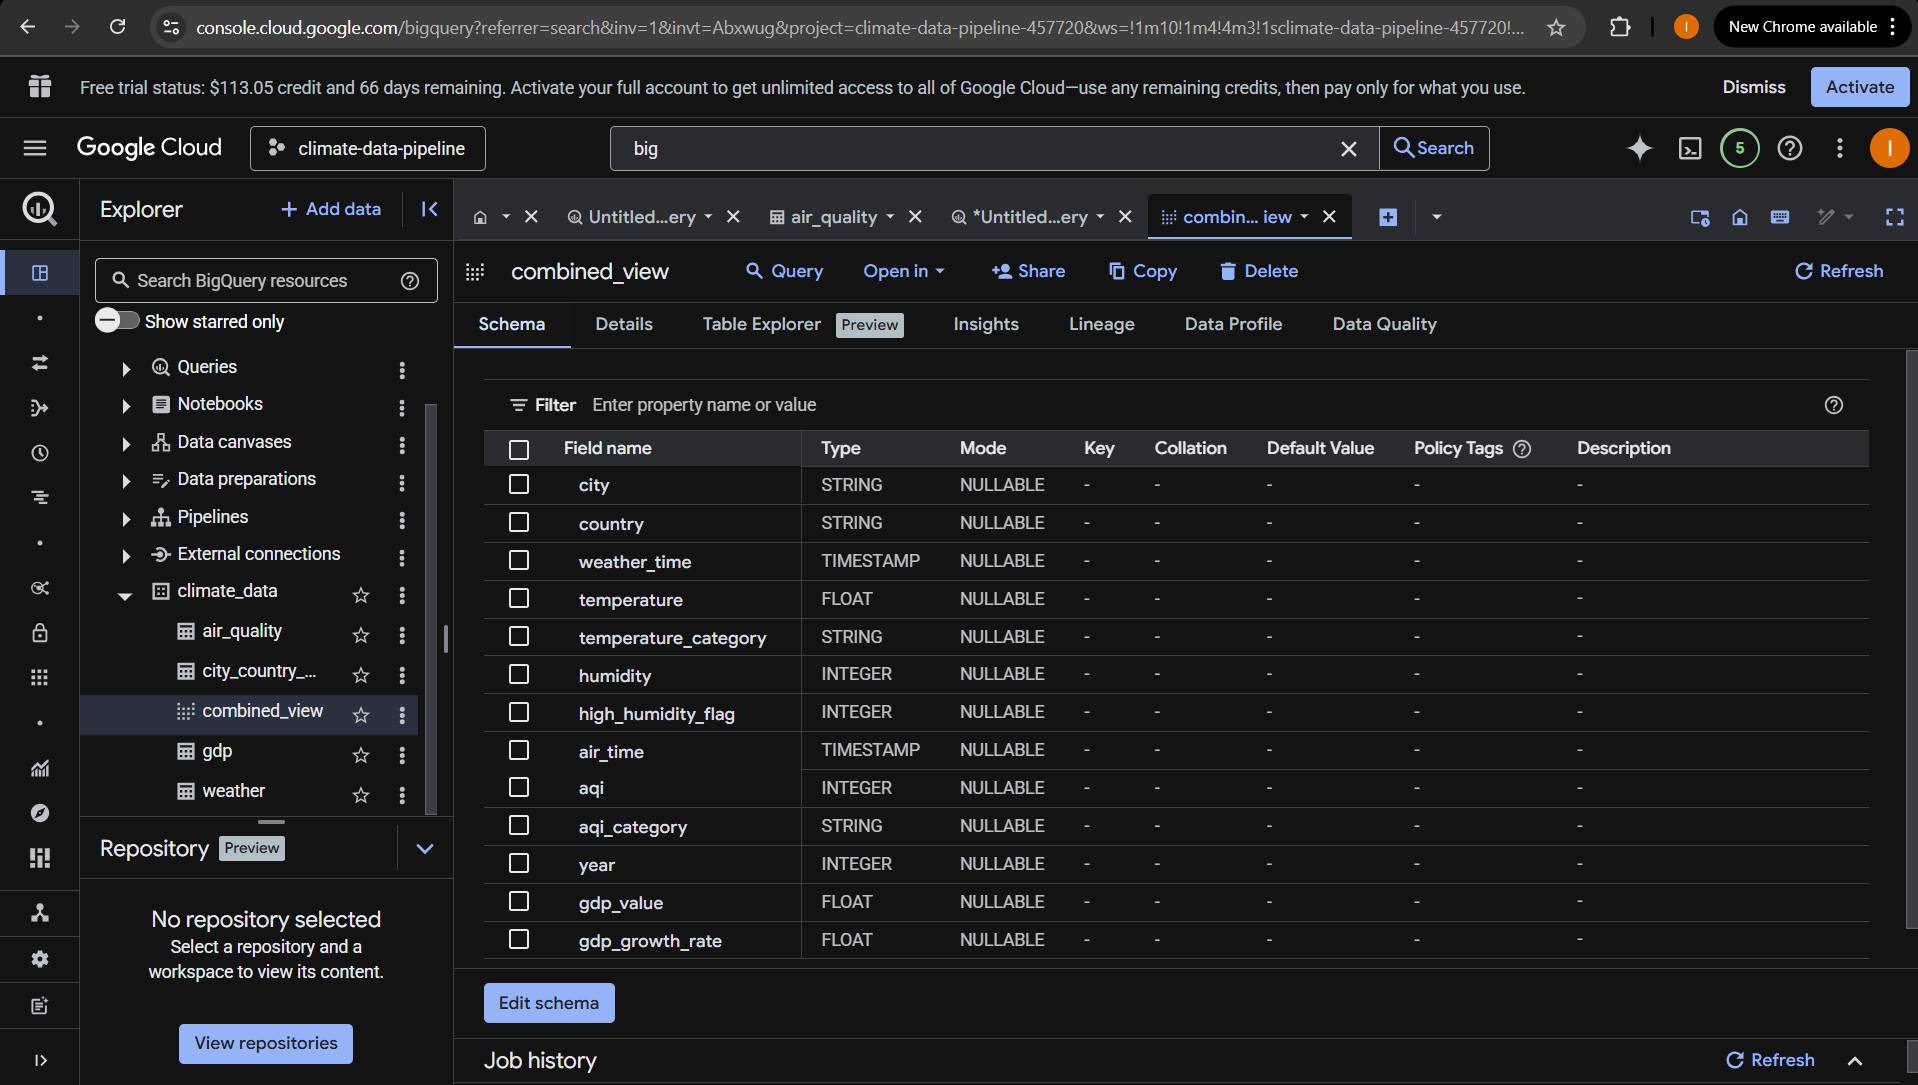 console.cloud.google.com/bigquery?referrer=search&inv=1&invt=Abxwug&project=climate-data-pipeline-457720&ws=!1m10!1m4!4m3!1sclimate-data-pipeline-457720!...
I
New Chrome available
Free trial status: $113.05 credit and 66 days remaining. Activate your full account to get unlimited access to all of Google Cloud—use any remaining credits, then pay only for what you use.
Dismiss
Activate
Google Cloud
climate-data-pipeline
big
Search
5
I
Explorer
+ Add data
Untitled...ery
air_quality
*Untitled...ery
combin... iew
Search BigQuery resources
Show starred only
Queries
Notebooks
Data canvases
Data preparations
Pipelines
External connections
climate_data
air_quality
city_country_...
combined_view
gdp
weather
Repository Preview
No repository selected
Select a repository and a
workspace to view its content.
View repositories
combined_view
Query
Open in
Share
Copy
Delete
Refresh
Schema
Details
Table Explorer Preview
Insights
Lineage
Data Profile
Data Quality
Filter Enter property name or value
Field name Type Mode Key Collation Default Value Policy Tags Description
city STRING NULLABLE - - - - -
country STRING NULLABLE - - - - -
weather_time TIMESTAMP NULLABLE - - - - -
temperature FLOAT NULLABLE - - - - -
temperature_category STRING NULLABLE - - - - -
humidity INTEGER NULLABLE - - - - -
high_humidity_flag INTEGER NULLABLE - - - - -
air_time TIMESTAMP NULLABLE - - - - -
aqi INTEGER NULLABLE - - - - -
aqi_category STRING NULLABLE - - - - -
year INTEGER NULLABLE - - - - -
gdp_value FLOAT NULLABLE - - - - -
gdp_growth_rate FLOAT NULLABLE - - - - -
Edit schema
Job history
Refresh